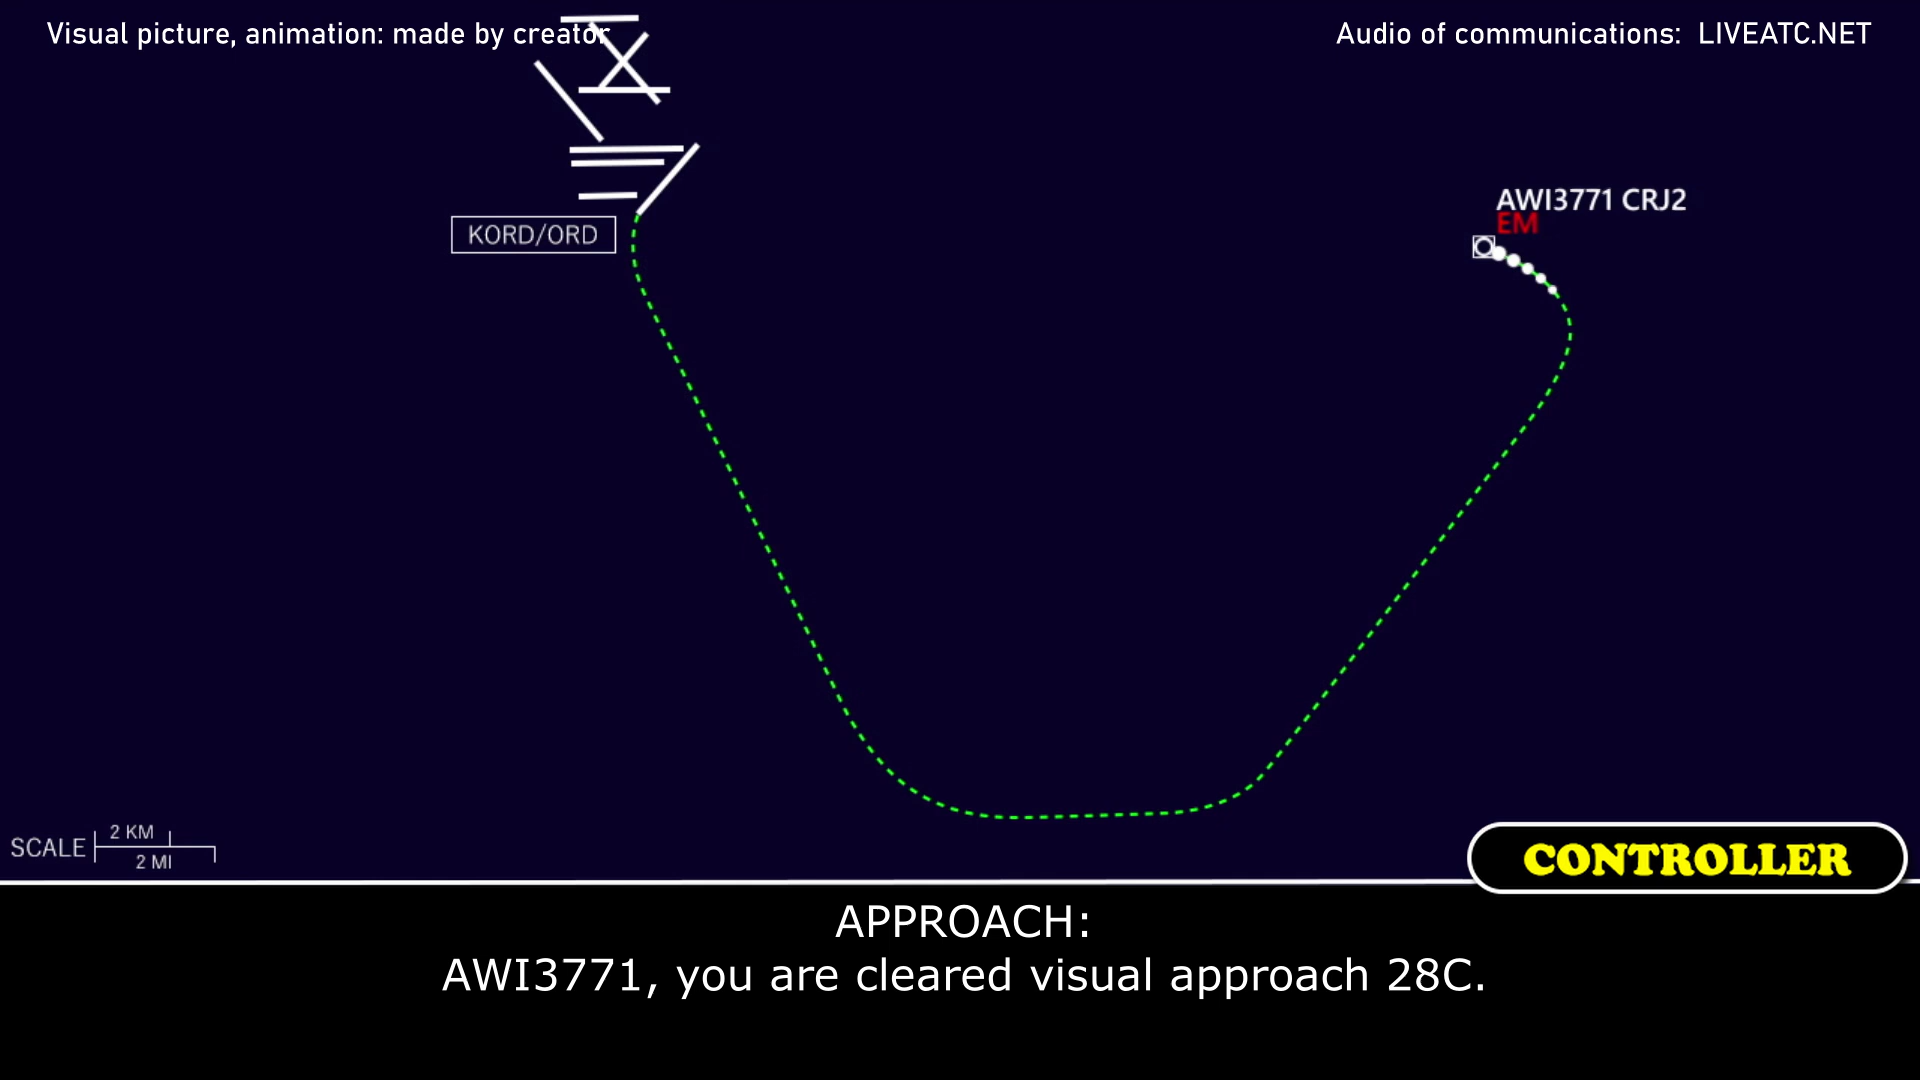 Visual picture, animation: made by creator
Audio of communications: LIVEATC.NET
AWI3771 CRJ2
EM
KORD/ORD
SCALE
2 KM
2 MI
CONTROLLER
APPROACH:
AWI3771, you are cleared visual approach 28C.